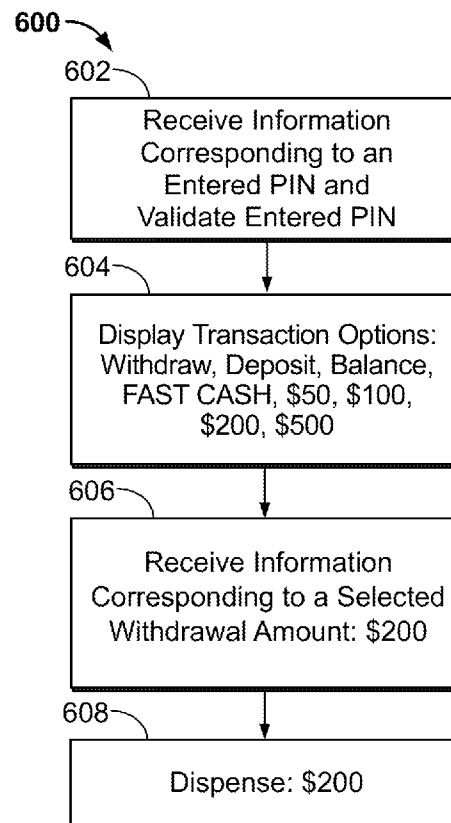 600
602
Receive Information
Corresponding to an
Entered PIN and
Validate Entered PIN
604
Display Transaction Options:
Withdraw, Deposit, Balance,
FAST CASH, $50, $100,
$200, $500
606
Receive Information
Corresponding to a Selected
Withdrawal Amount: $200
608
Dispense: $200